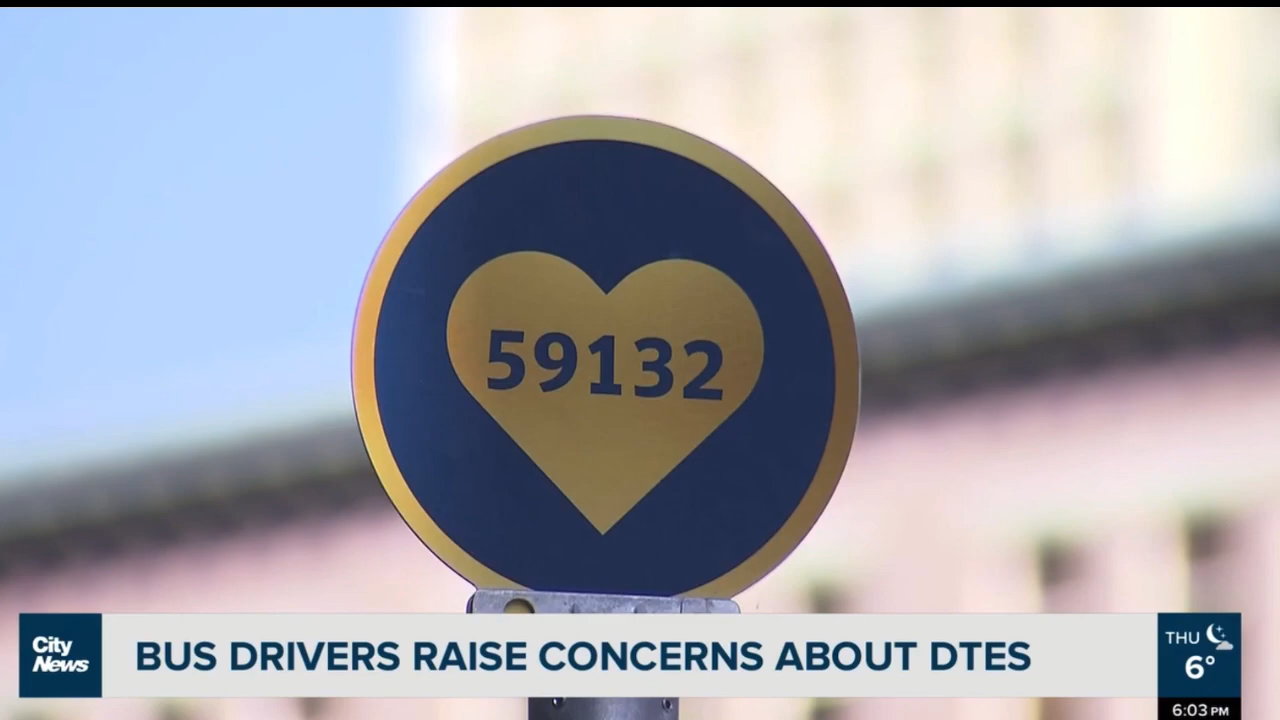 59132
City
News
BUS DRIVERS RAISE CONCERNS ABOUT DTES
THU
6°
6:03 PM